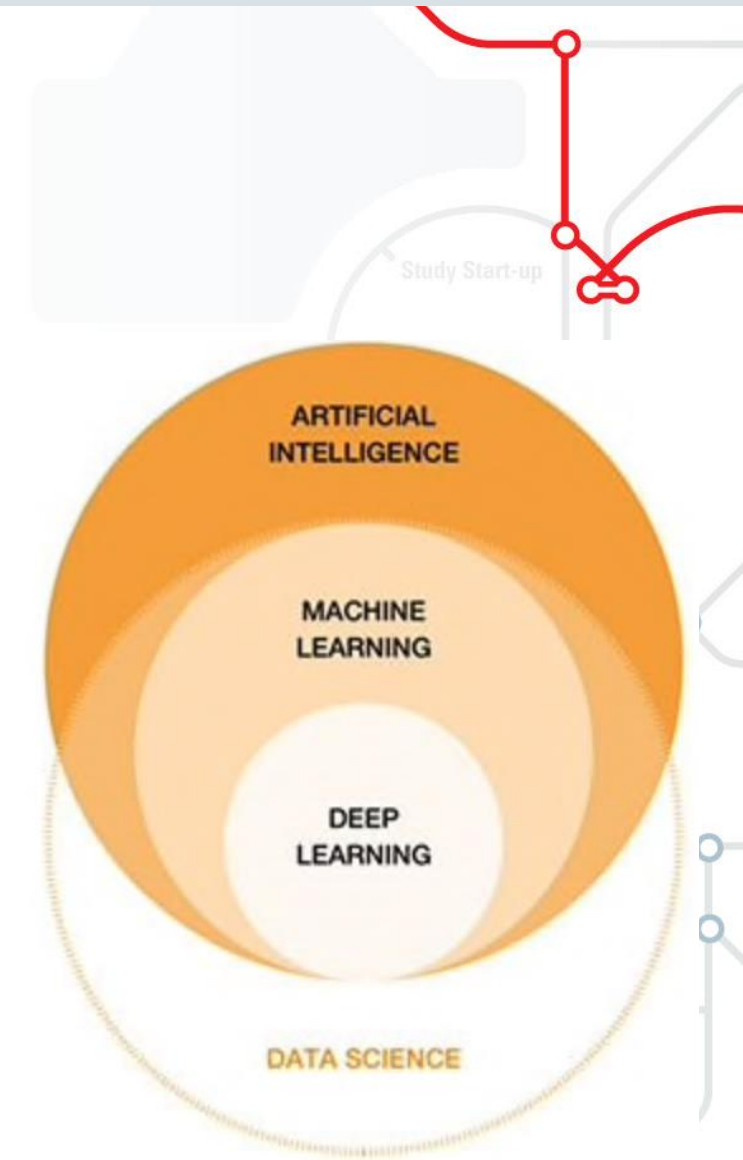 Study Start-up
ARTIFICIAL
INTELLIGENCE
MACHINE
LEARNING
DEEP
LEARNING
DATA SCIENCE